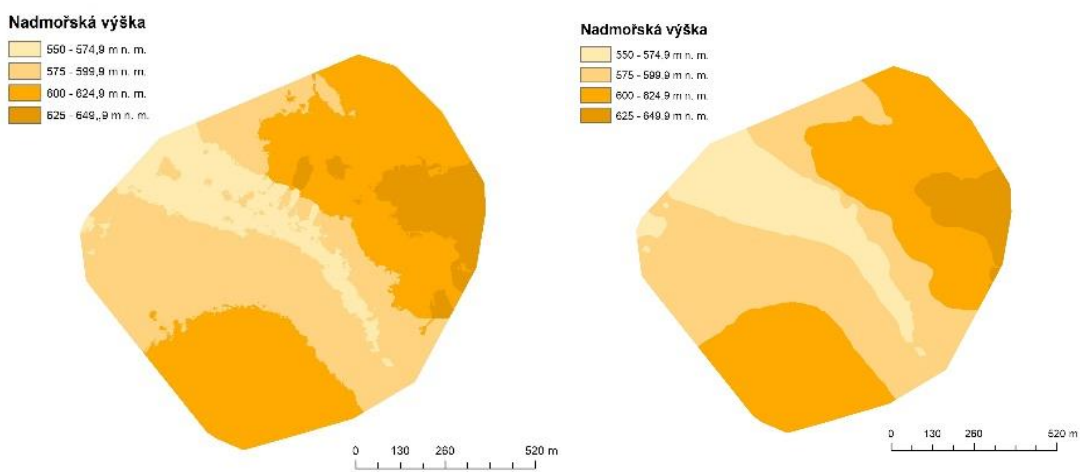 Nadmořská výška
550 - 574,9 m n. m.
575 - 599,9 m n. m.
600 - 624,9 m n. m.
625 - 649,,9 m n. m.
0 130 260 520 m
Nadmořská výška
550 - 574.9 m n. m.
575 - 599.9 m n. m.
600 - 624.9 m n. m.
625 - 649.9 m n. m.
0 130 260 520 m